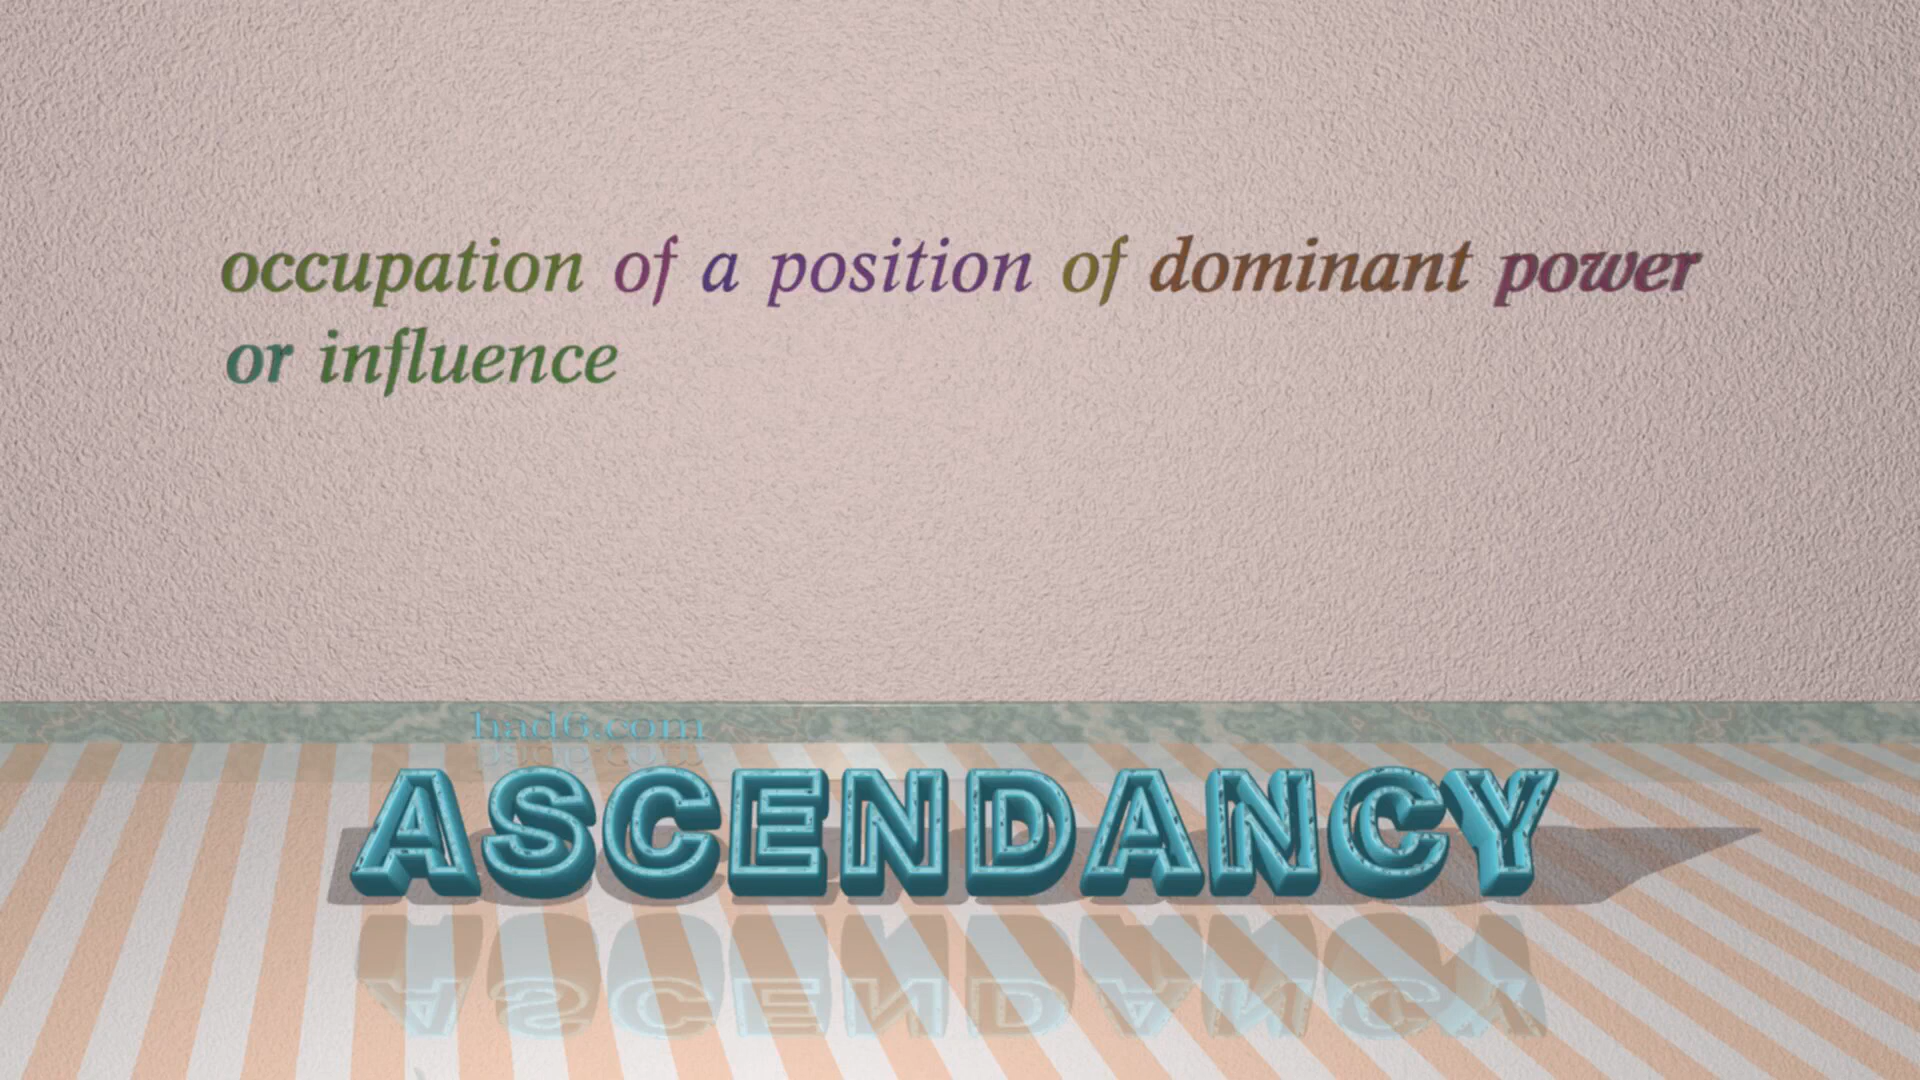 occupation of a position of dominant power
or influence
had6.com
ASCENDANCY